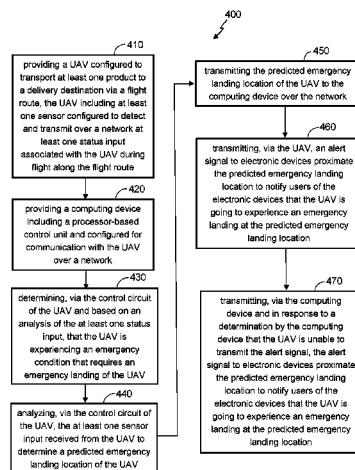 400
410
providing a UAV configured to
transport at least one product to
a delivery destination via a flight
route, the UAV including at least
one sensor configured to detect
and transmit over a network at
least one status input
associated with the UAV during
flight along the flight route
420
providing a computing device
including a processor-based
control unit and configured for
communication with the UAV
over a network
430
determining, via the control circuit
of the UAV and based on an
analysis of the at least one status
input, that the UAV is
experiencing an emergency
condition that requires an
emergency landing of the UAV
440
analyzing, via the control circuit of
the UAV, the at least one sensor
input received from the UAV to
determine a predicted emergency
landing location of the UAV
450
transmitting the predicted emergency
landing location of the UAV to the
computing device over the network
460
transmitting, via the UAV, an alert
signal to electronic devices proximate
the predicted emergency landing
location to notify users of the
electronic devices that the UAV is
going to experience an emergency
landing at the predicted emergency
landing location
470
transmitting, via the computing
device and in response to a
determination by the computing
device that the UAV is unable to
transmit the alert signal, the alert
signal to electronic devices proximate
the predicted emergency landing
location to notify users of the
electronic devices that the UAV is
going to experience an emergency
landing at the predicted emergency
landing location